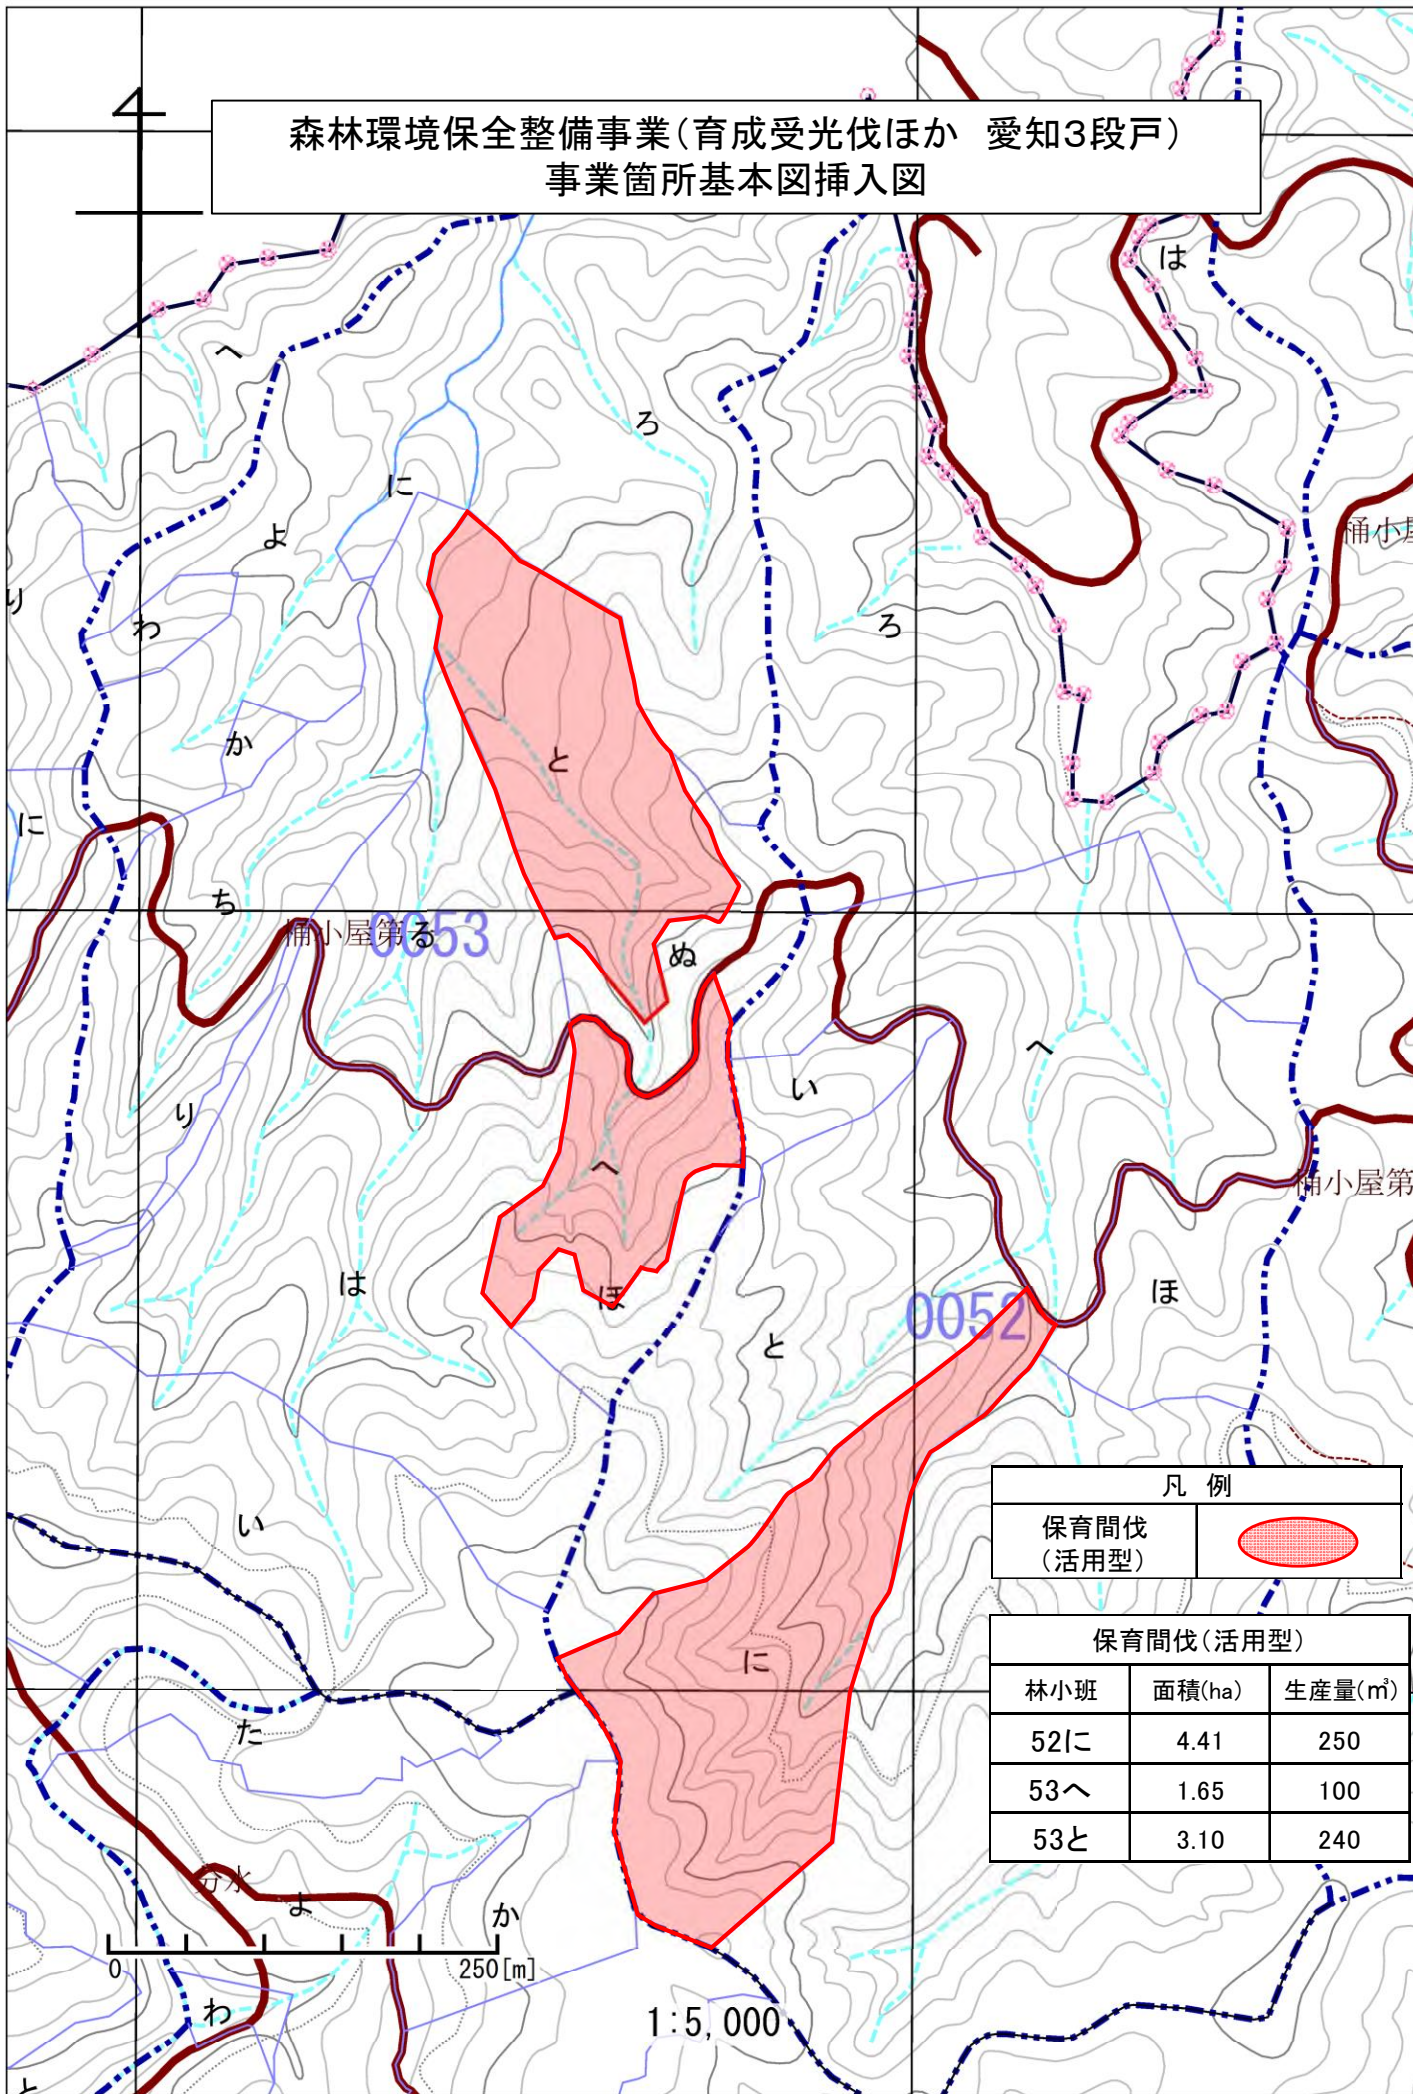 森林環境保全整備事業(育成受光伐ほか 愛知3段戸)
事業箇所基本図挿入図
は
へ
ろ
に
よ
桶小屋
り
わ
ろ
か
と
に
ち
桶小屋第
0053
る
ぬ
へ
い
り
へ
桶小屋第
は
ほ
ほ
0052
と
凡 例
保育間伐
(活用型)
い
保育間伐(活用型)
林小班 面積(ha) 生産量(㎥)
52に 4.41 250
53へ 1.65 100
53と 3.10 240
に
た
分水
よ
か
0 250[m]
わ
1:5,000
と